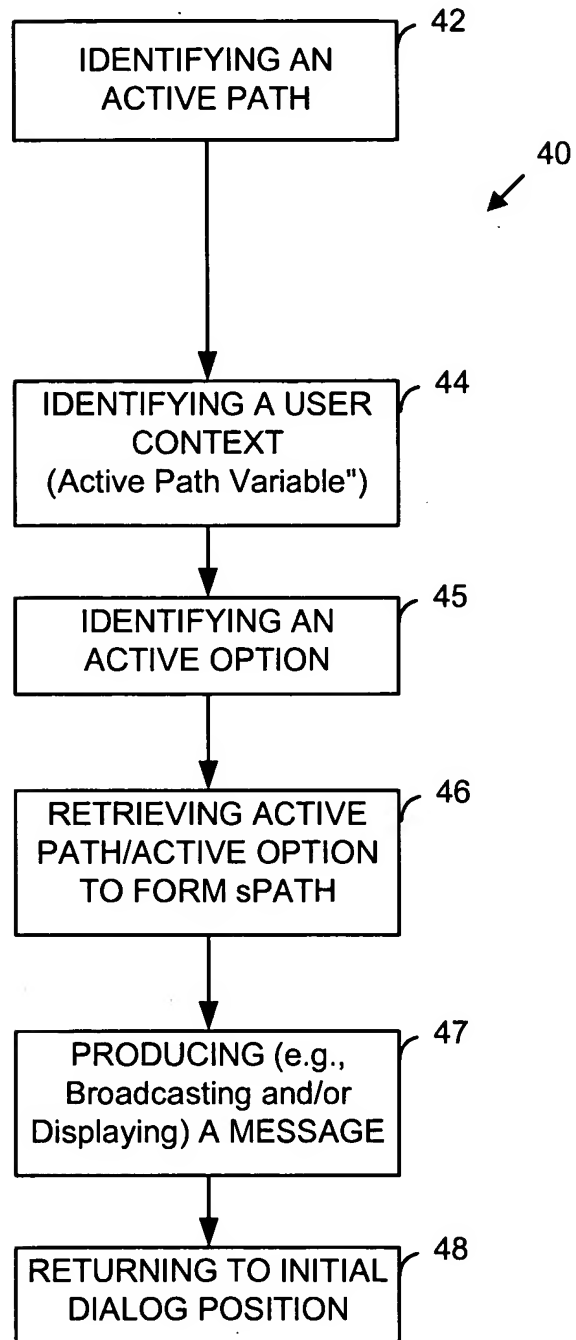 42
IDENTIFYING AN
ACTIVE PATH
40
44
IDENTIFYING A USER
CONTEXT
(Active Path Variable")
45
IDENTIFYING AN
ACTIVE OPTION
46
RETRIEVING ACTIVE
PATH/ACTIVE OPTION
TO FORM sPATH
47
PRODUCING (e.g.,
Broadcasting and/or
Displaying) A MESSAGE
48
RETURNING TO INITIAL
DIALOG POSITION